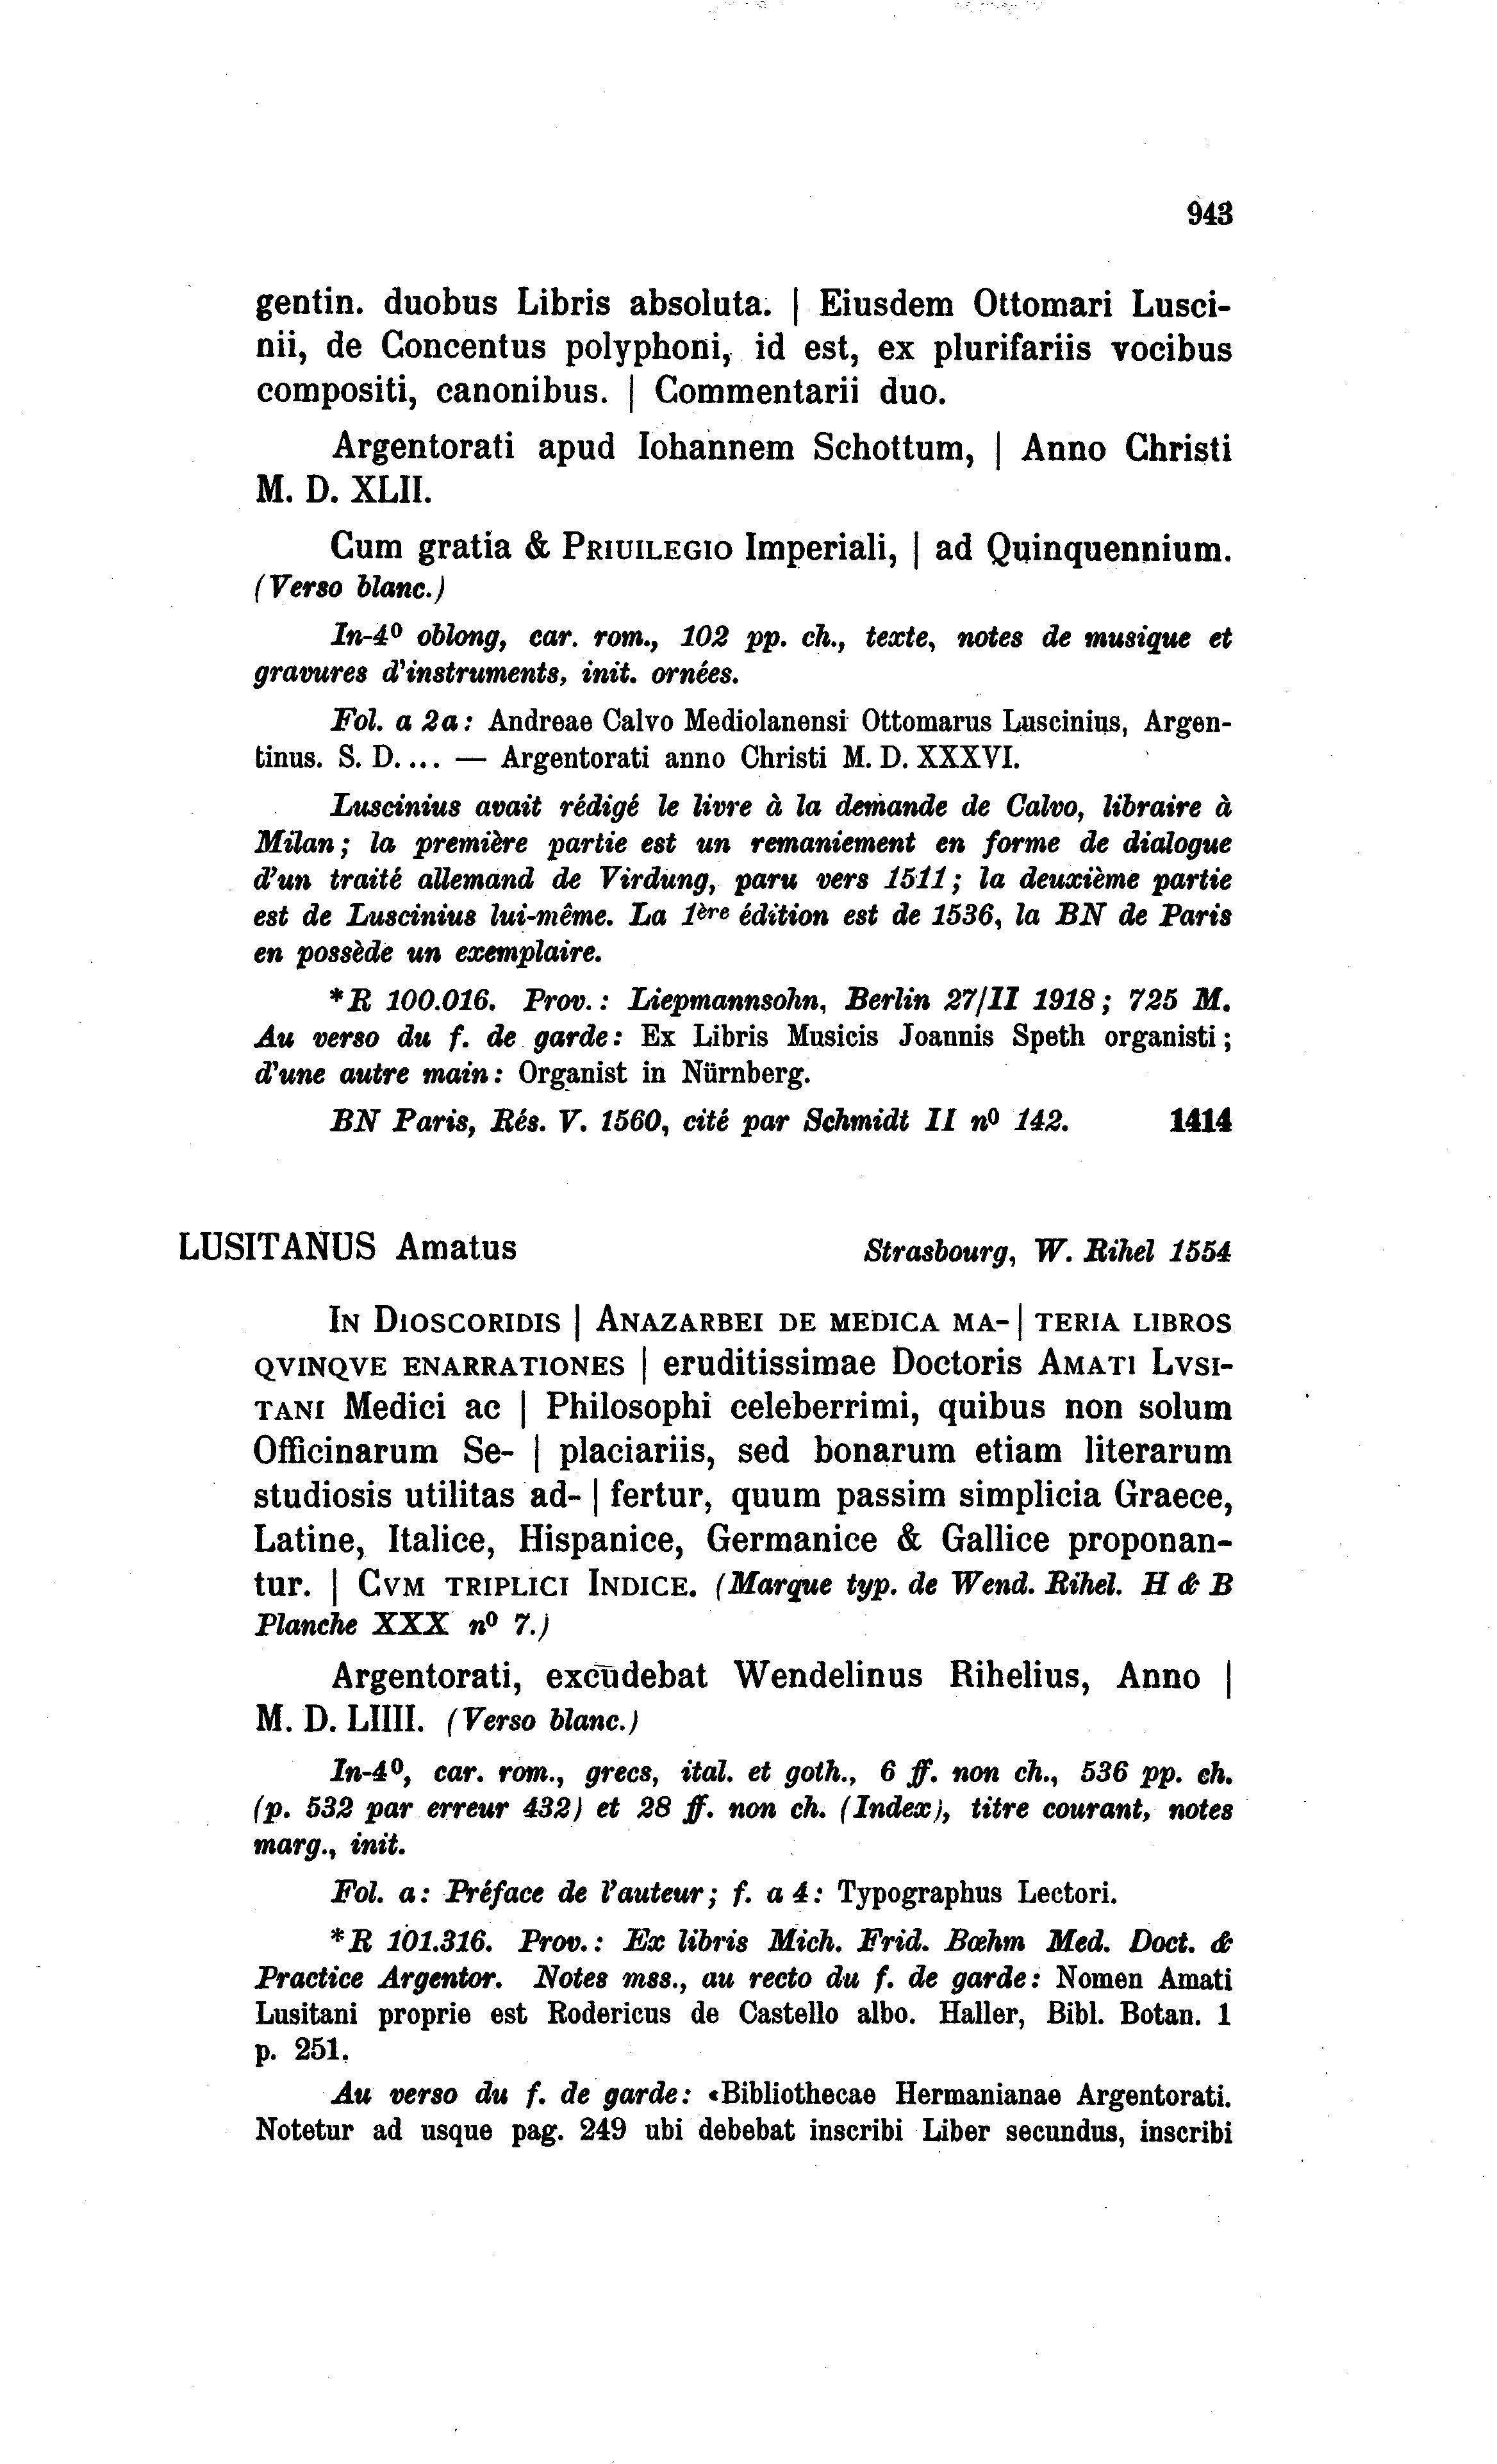 943
gentin. duobus Libris absoluta. | Eiusdem Ottomari Lusci-
nii, de Concentus polyphoni, id est, ex plurifariis vocibus
compositi, canonibus. | Commentarii duo.
Argentorati apud Iohannem Schottum, | Anno Christi
M. D. XLII.
Cum gratia & PRIUILEGIO Imperiali, | ad Quinquennium.
(Verso blanc.)
In-4⁰ oblong, car. rom., 102 pp. ch., texte, notes de musique et
gravures d'instruments, init. ornées.
Fol. a 2a: Andreae Calvo Mediolanensi Ottomarus Luscinius, Argen-
tinus. S. D.... — Argentorati anno Christi M. D. XXXVI.
Luscinius avait rédigé le livre à la demande de Calvo, libraire à
Milan; la première partie est un remaniement en forme de dialogue
d'un traité allemand de Virdung, paru vers 1511; la deuxième partie
est de Luscinius lui-même. La 1ère édition est de 1536, la BN de Paris
en possède un exemplaire.
*R 100.016. Prov.: Liepmannsohn, Berlin 27/II 1918; 725 M.
Au verso du f. de garde: Ex Libris Musicis Joannis Speth organisti;
d'une autre main: Organist in Nürnberg.
BN Paris, Rés. V. 1560, cité par Schmidt II n⁰ 142. 1414
LUSITANUS Amatus Strasbourg, W. Rihel 1554
IN DIOSCORIDIS | ANAZARBEI DE MEDICA MA- | TERIA LIBROS
QVINQVE ENARRATIONES | eruditissimae Doctoris AMATI LVSI-
TANI Medici ac | Philosophi celeberrimi, quibus non solum
Officinarum Se- | placiariis, sed bonarum etiam literarum
studiosis utilitas ad- | fertur, quum passim simplicia Graece,
Latine, Italice, Hispanice, Germanice & Gallice proponan-
tur. | CVM TRIPLICI INDICE. (Marque typ. de Wend. Rihel. H & B
Planche XXX n⁰ 7.)
Argentorati, excūdebat Wendelinus Rihelius, Anno |
M. D. LIIII. (Verso blanc.)
In-4⁰, car. rom., grecs, ital. et goth., 6 ff. non ch., 536 pp. ch.
(p. 532 par erreur 432) et 28 ff. non ch. (Index), titre courant, notes
marg., init.
Fol. a: Préface de l'auteur; f. a 4: Typographus Lectori.
*R 101.316. Prov.: Ex libris Mich. Frid. Bœhm Med. Doct. &
Practice Argentor. Notes mss., au recto du f. de garde: Nomen Amati
Lusitani proprie est Rodericus de Castello albo. Haller, Bibl. Botan. 1
p. 251.
Au verso du f. de garde: «Bibliothecae Hermanianae Argentorati.
Notetur ad usque pag. 249 ubi debebat inscribi Liber secundus, inscribi